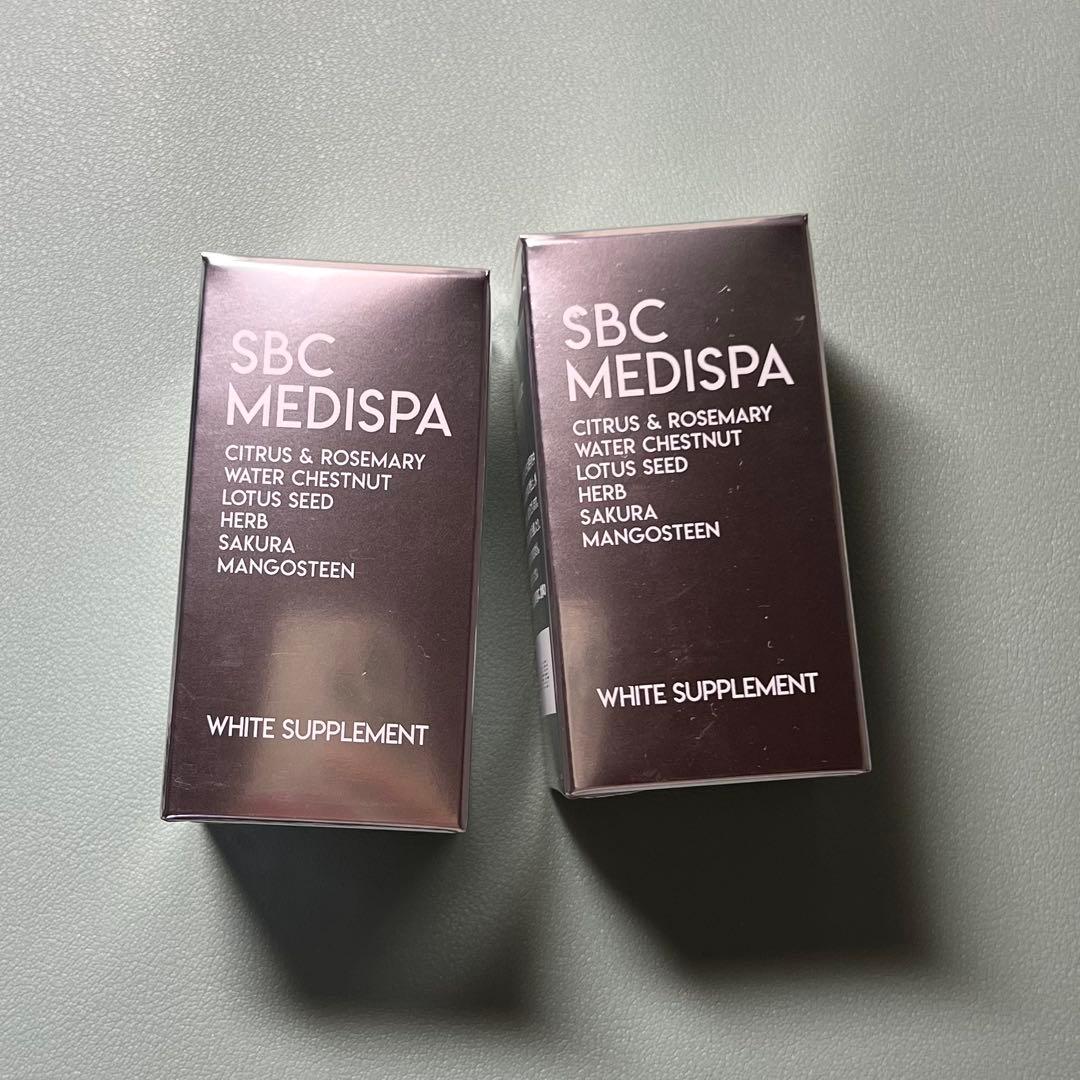 SBC
MEDISPA
CITRUS & ROSEMARY
WATER CHESTNUT
LOTUS SEED
HERB
SAKURA
MANGOSTEEN
WHITE SUPPLEMENT
SBC
MEDISPA
CITRUS & ROSEMARY
WATER CHESTNUT
LOTUS SEED
HERB
SAKURA
MANGOSTEEN
WHITE SUPPLEMENT